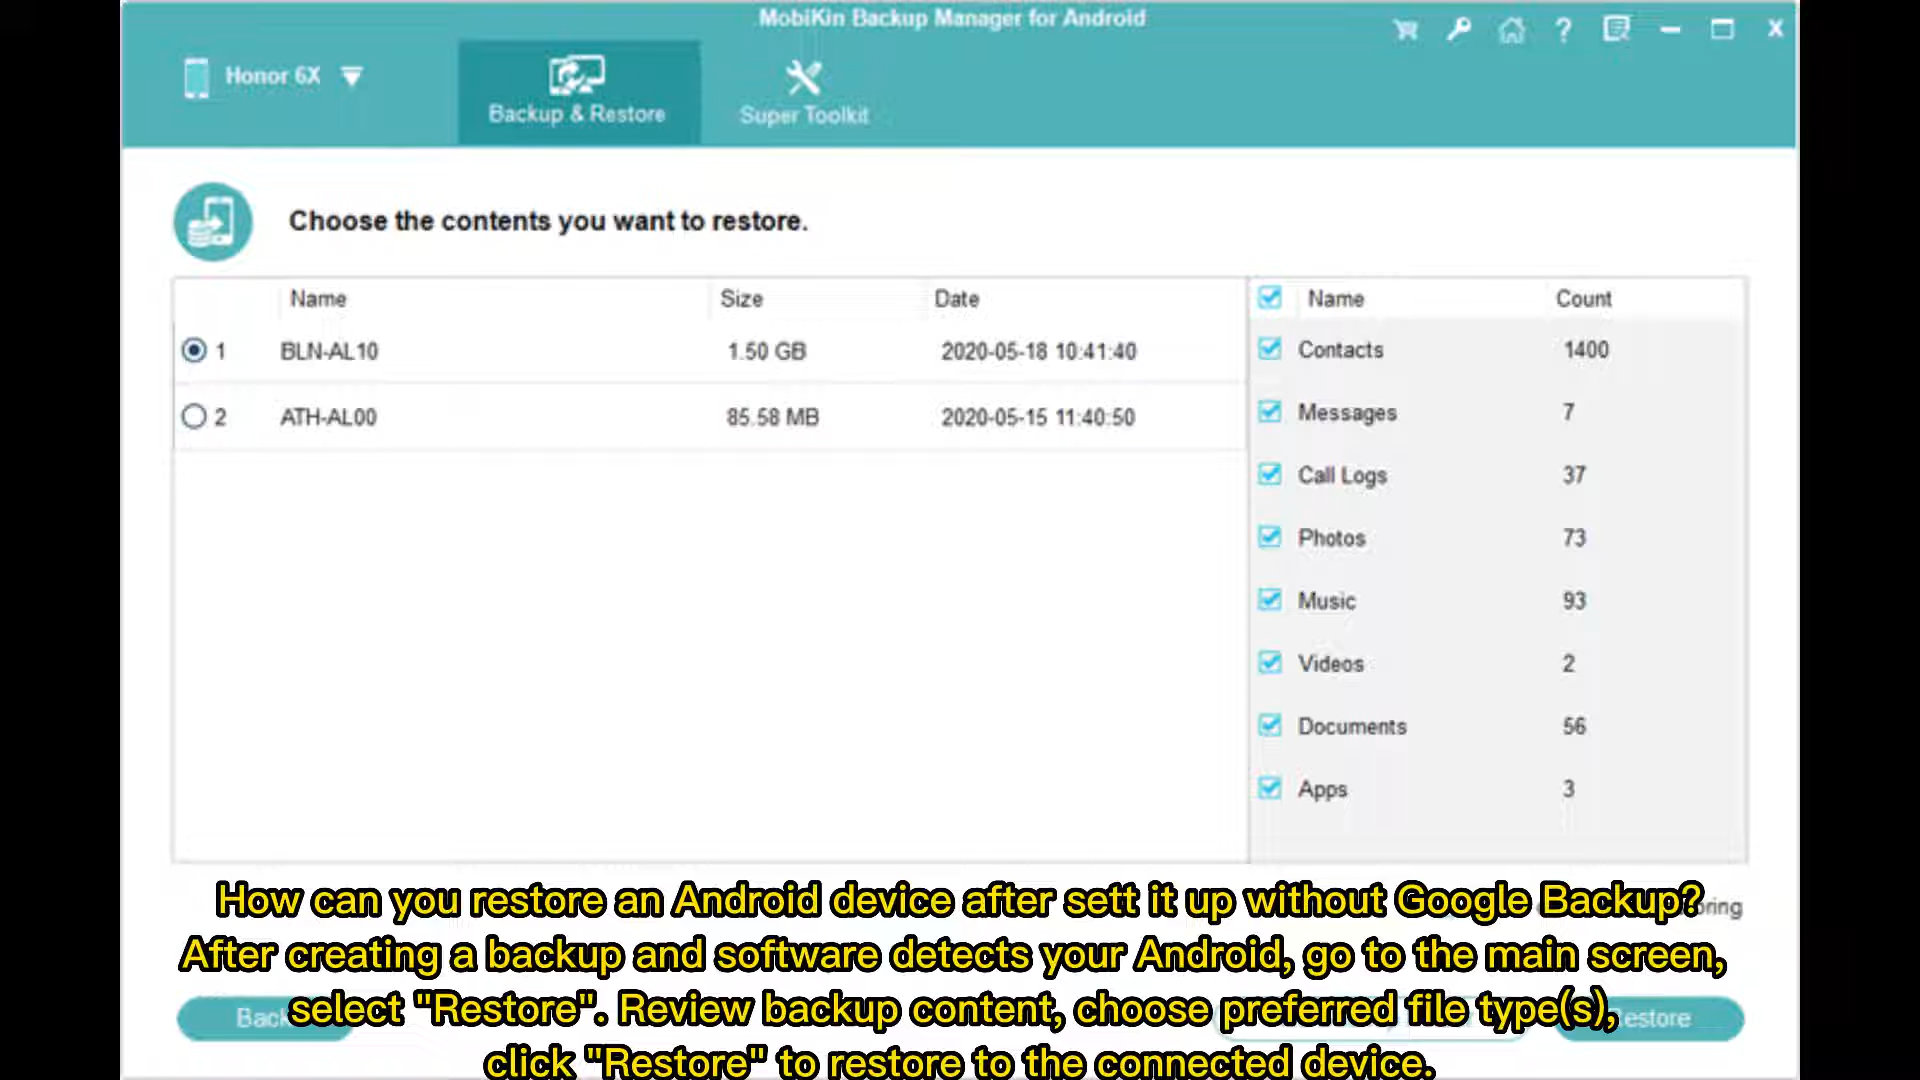 MobiKin Backup Manager for Android
Honor 6X
Backup & Restore
Super Toolkit
Choose the contents you want to restore.
Name Size Date
1 BLN-AL10 1.50 GB 2020-05-18 10:41:40
2 ATH-AL00 85.58 MB 2020-05-15 11:40:50
Name Count
Contacts 1400
Messages 7
Call Logs 37
Photos 73
Music 93
Videos 2
Documents 56
Apps 3
How can you restore an Android device after sett it up without Google Backup?
After creating a backup and software detects your Android, go to the main screen,
select "Restore". Review backup content, choose preferred file type(s),
click "Restore" to restore to the connected device.